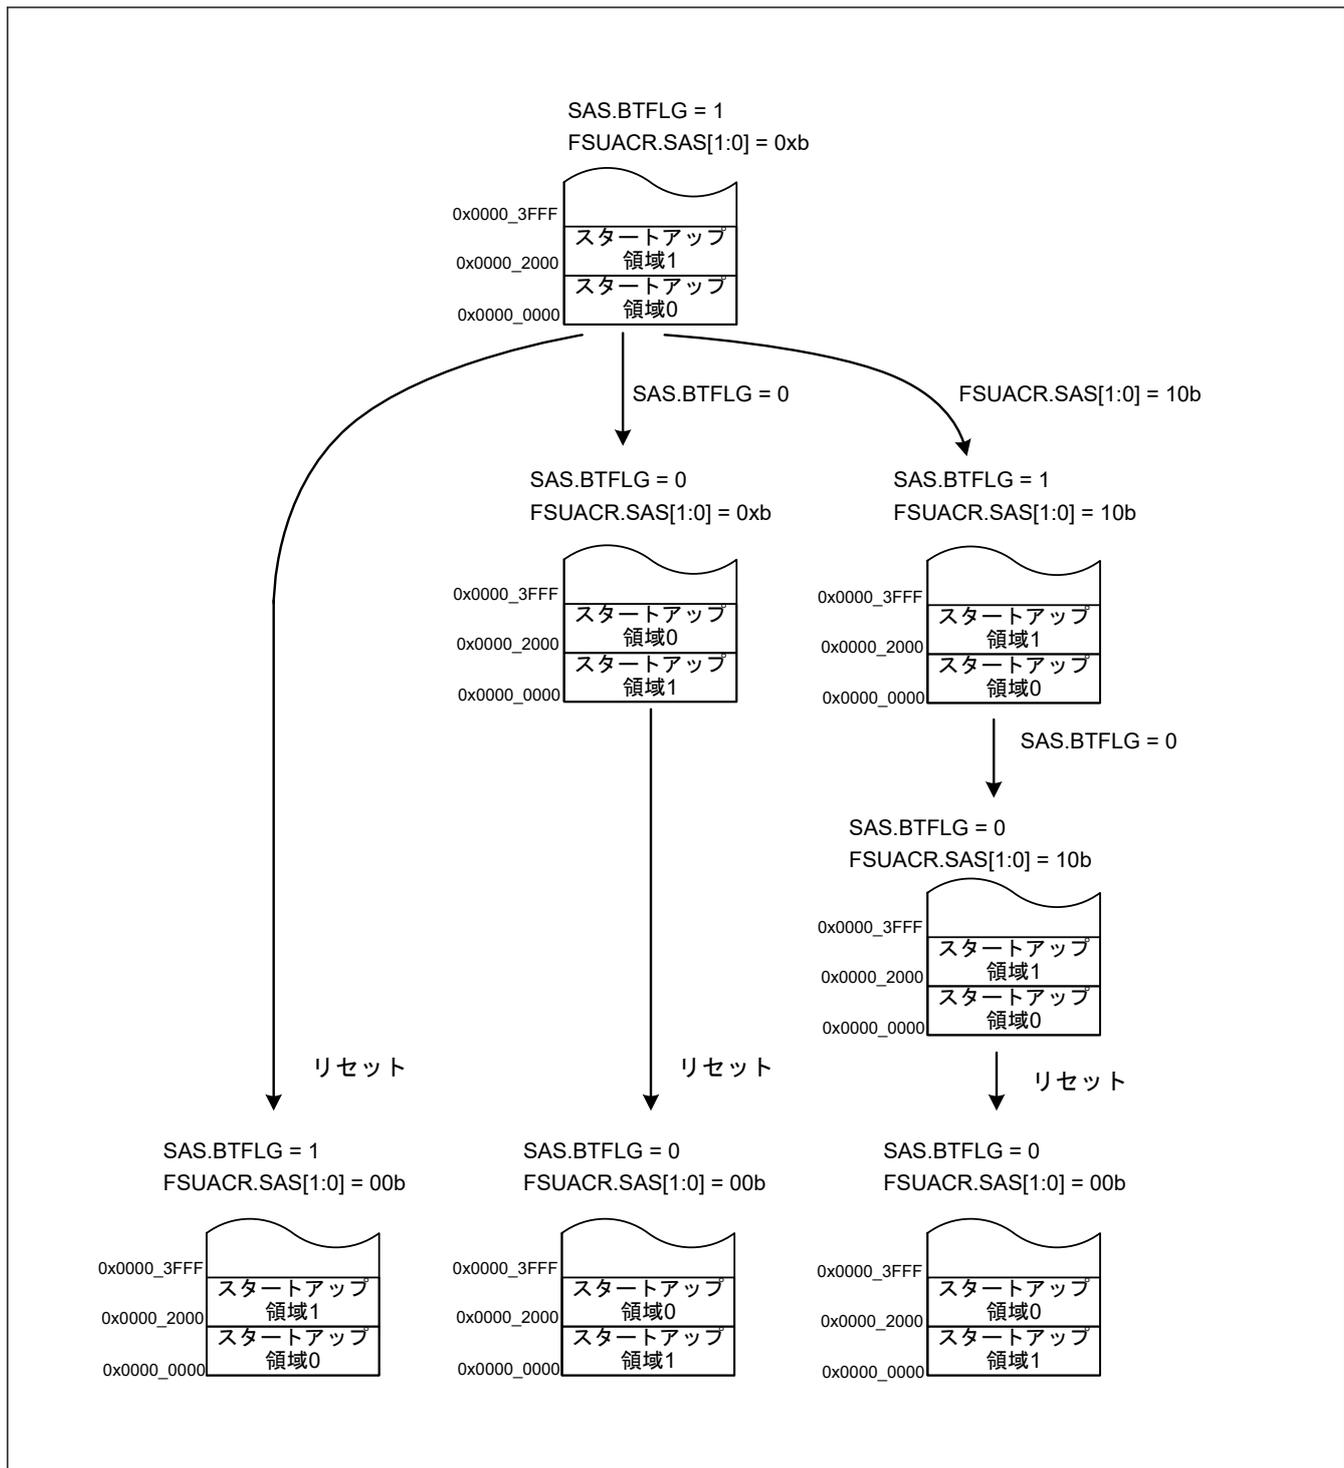 SAS.BTFLG = 1
FSUACR.SAS[1:0] = 0xb
0x0000_3FFF
スタートアップ
領域1
0x0000_2000
スタートアップ
領域0
0x0000_0000
SAS.BTFLG = 0
FSUACR.SAS[1:0] = 10b
SAS.BTFLG = 0
FSUACR.SAS[1:0] = 0xb
0x0000_3FFF
スタートアップ
領域0
0x0000_2000
スタートアップ
領域1
0x0000_0000
SAS.BTFLG = 1
FSUACR.SAS[1:0] = 10b
0x0000_3FFF
スタートアップ
領域1
0x0000_2000
スタートアップ
領域0
0x0000_0000
SAS.BTFLG = 0
SAS.BTFLG = 0
FSUACR.SAS[1:0] = 10b
0x0000_3FFF
スタートアップ
領域1
0x0000_2000
スタートアップ
領域0
0x0000_0000
リセット
リセット
リセット
SAS.BTFLG = 1
FSUACR.SAS[1:0] = 00b
0x0000_3FFF
スタートアップ
領域1
0x0000_2000
スタートアップ
領域0
0x0000_0000
SAS.BTFLG = 0
FSUACR.SAS[1:0] = 00b
0x0000_3FFF
スタートアップ
領域0
0x0000_2000
スタートアップ
領域1
0x0000_0000
SAS.BTFLG = 0
FSUACR.SAS[1:0] = 00b
0x0000_3FFF
スタートアップ
領域0
0x0000_2000
スタートアップ
領域1
0x0000_0000